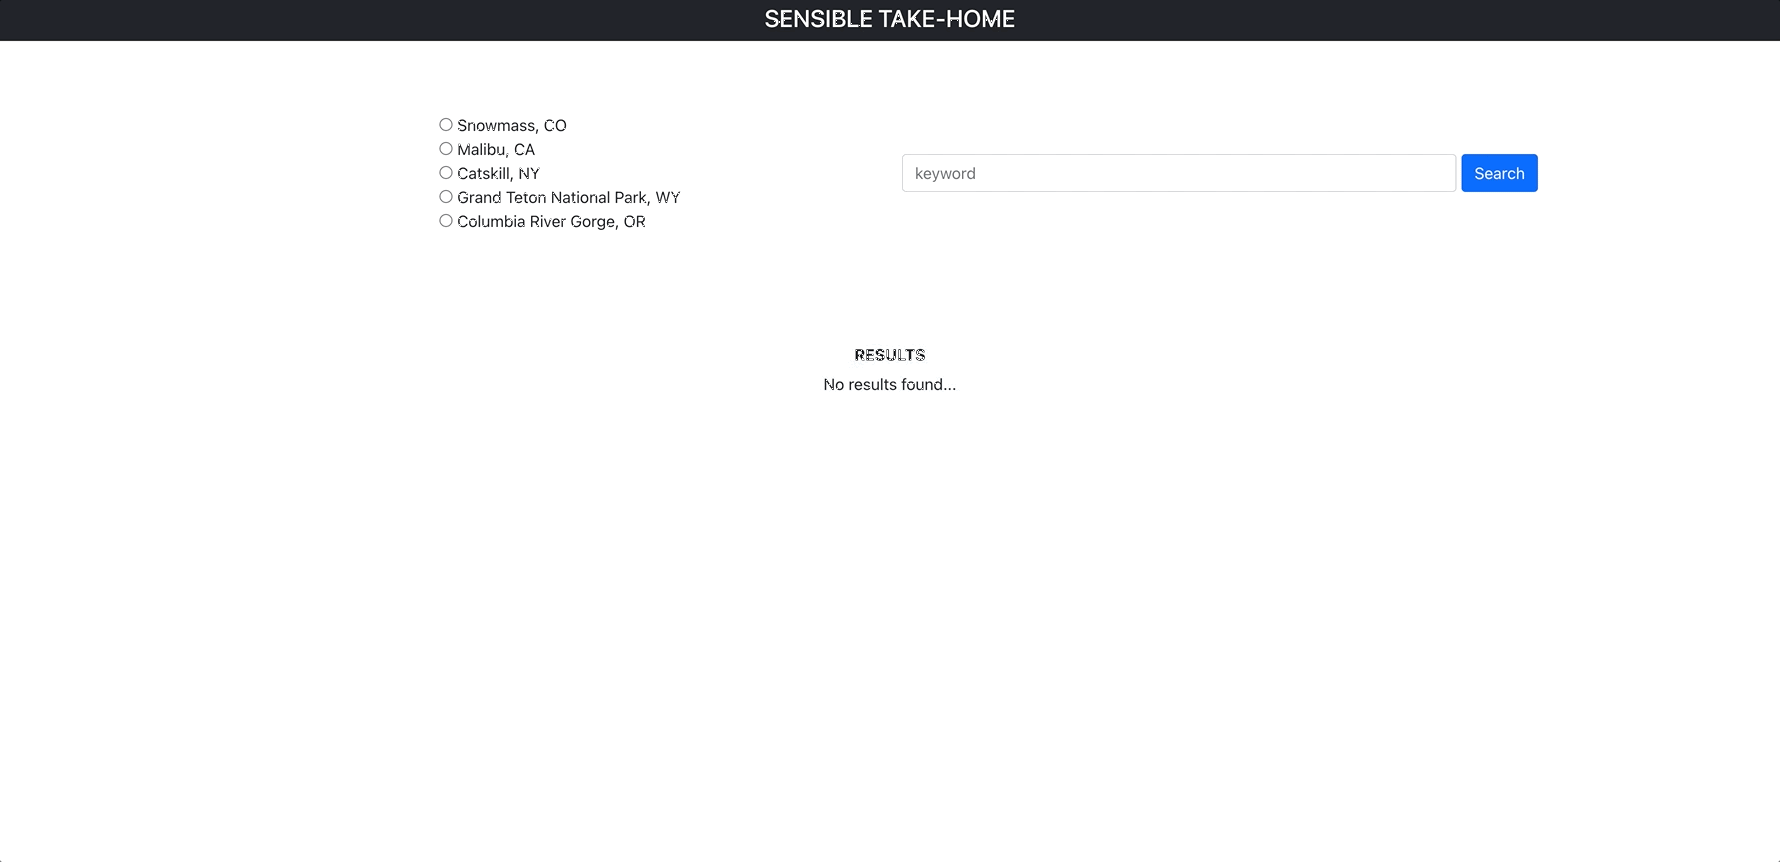 SENSIBLE TAKE-HOME
Snowmass, CO
Malibu, CA
Catskill, NY
Grand Teton National Park, WY
Columbia River Gorge, OR
keyword
Search
RESULTS
No results found...